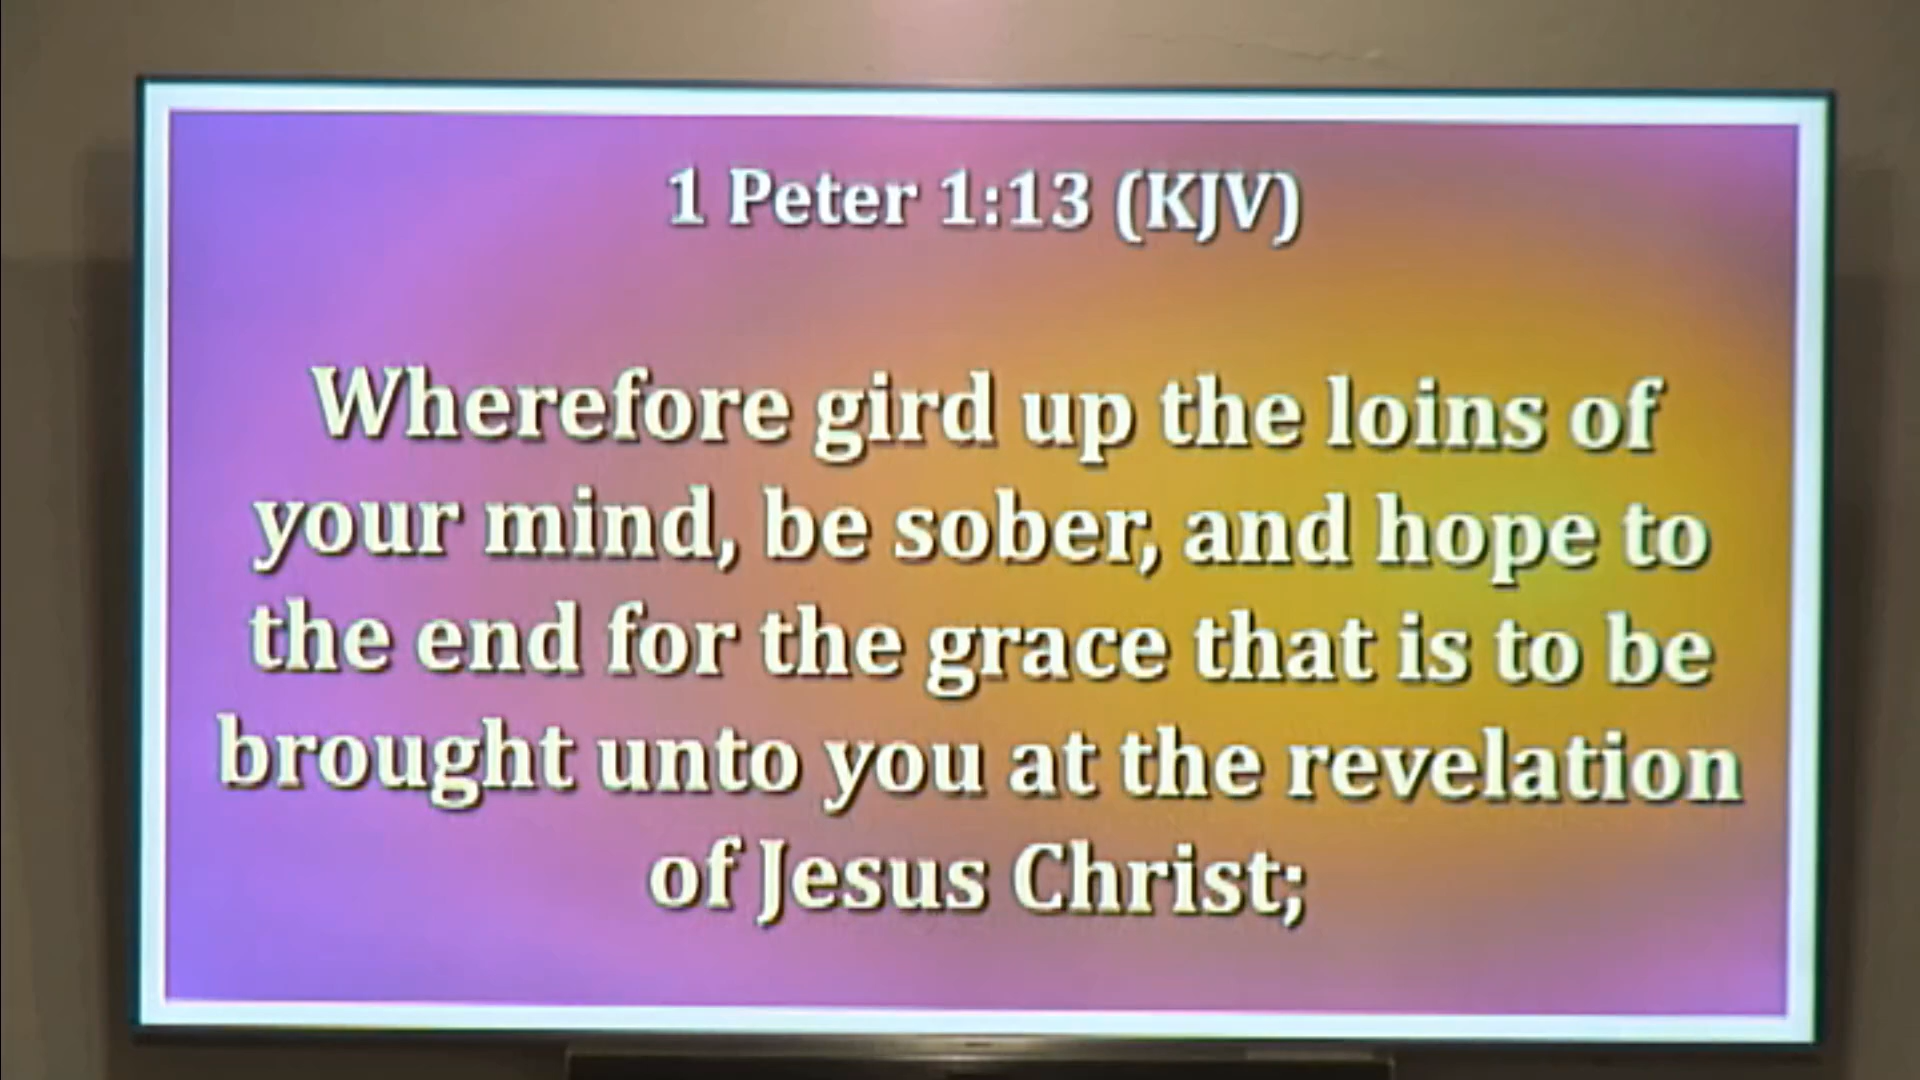 1 Peter 1:13 (KJV)
Wherefore gird up the loins of
your mind, be sober, and hope to
the end for the grace that is to be
brought unto you at the revelation
of Jesus Christ;